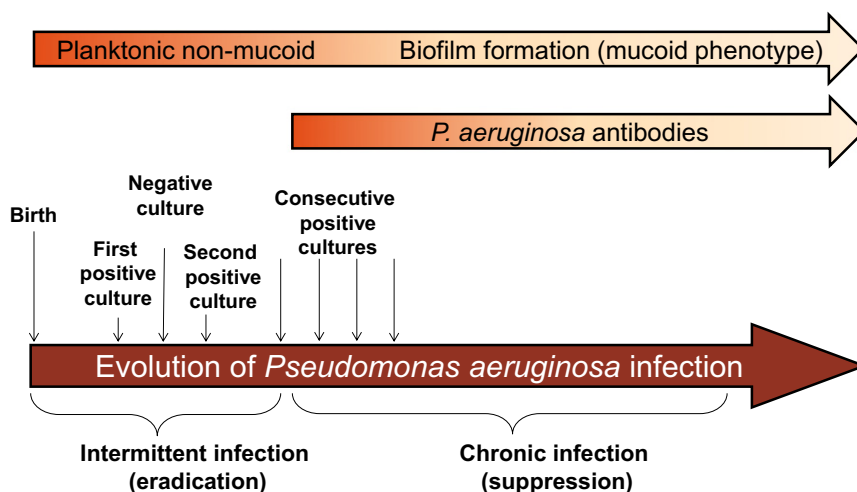 Planktonic non-mucoid
Biofilm formation (mucoid phenotype)
P. aeruginosa antibodies
Birth
First
positive
culture
Negative
culture
Second
positive
culture
Consecutive
positive
cultures
Evolution of Pseudomonas aeruginosa infection
Intermittent infection
(eradication)
Chronic infection
(suppression)